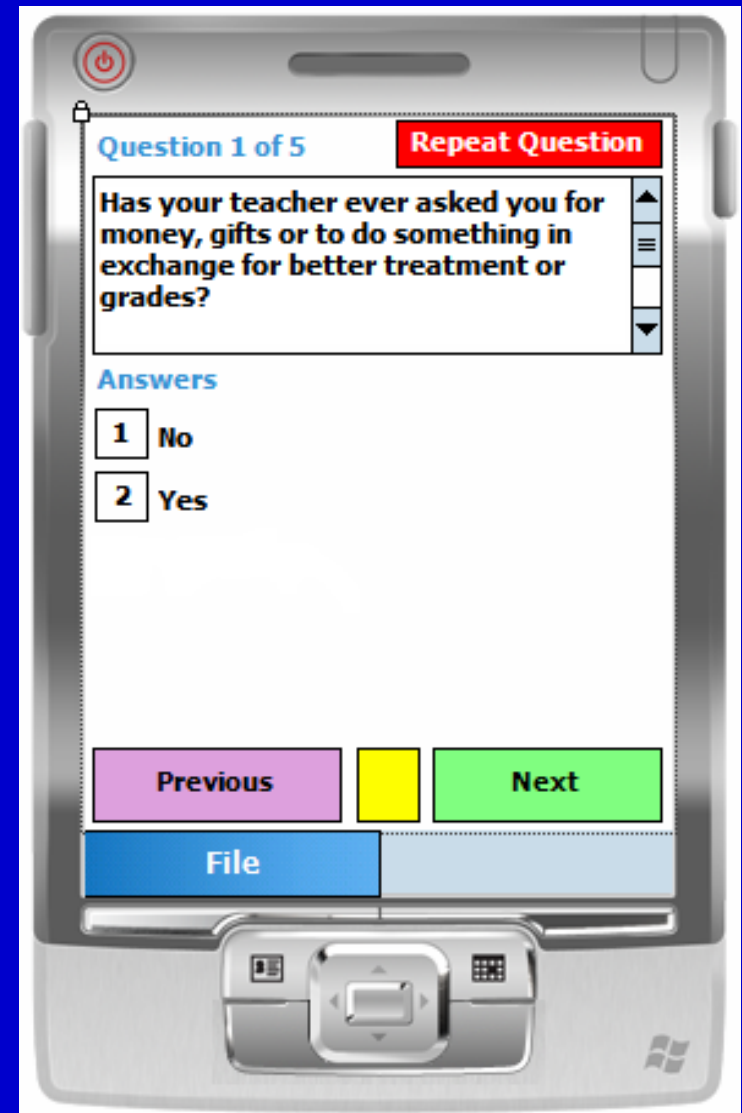 Question 1 of 5
Repeat Question
Has your teacher ever asked you for
money, gifts or to do something in
exchange for better treatment or
grades?
Answers
1 No
2 Yes
Previous
Next
File